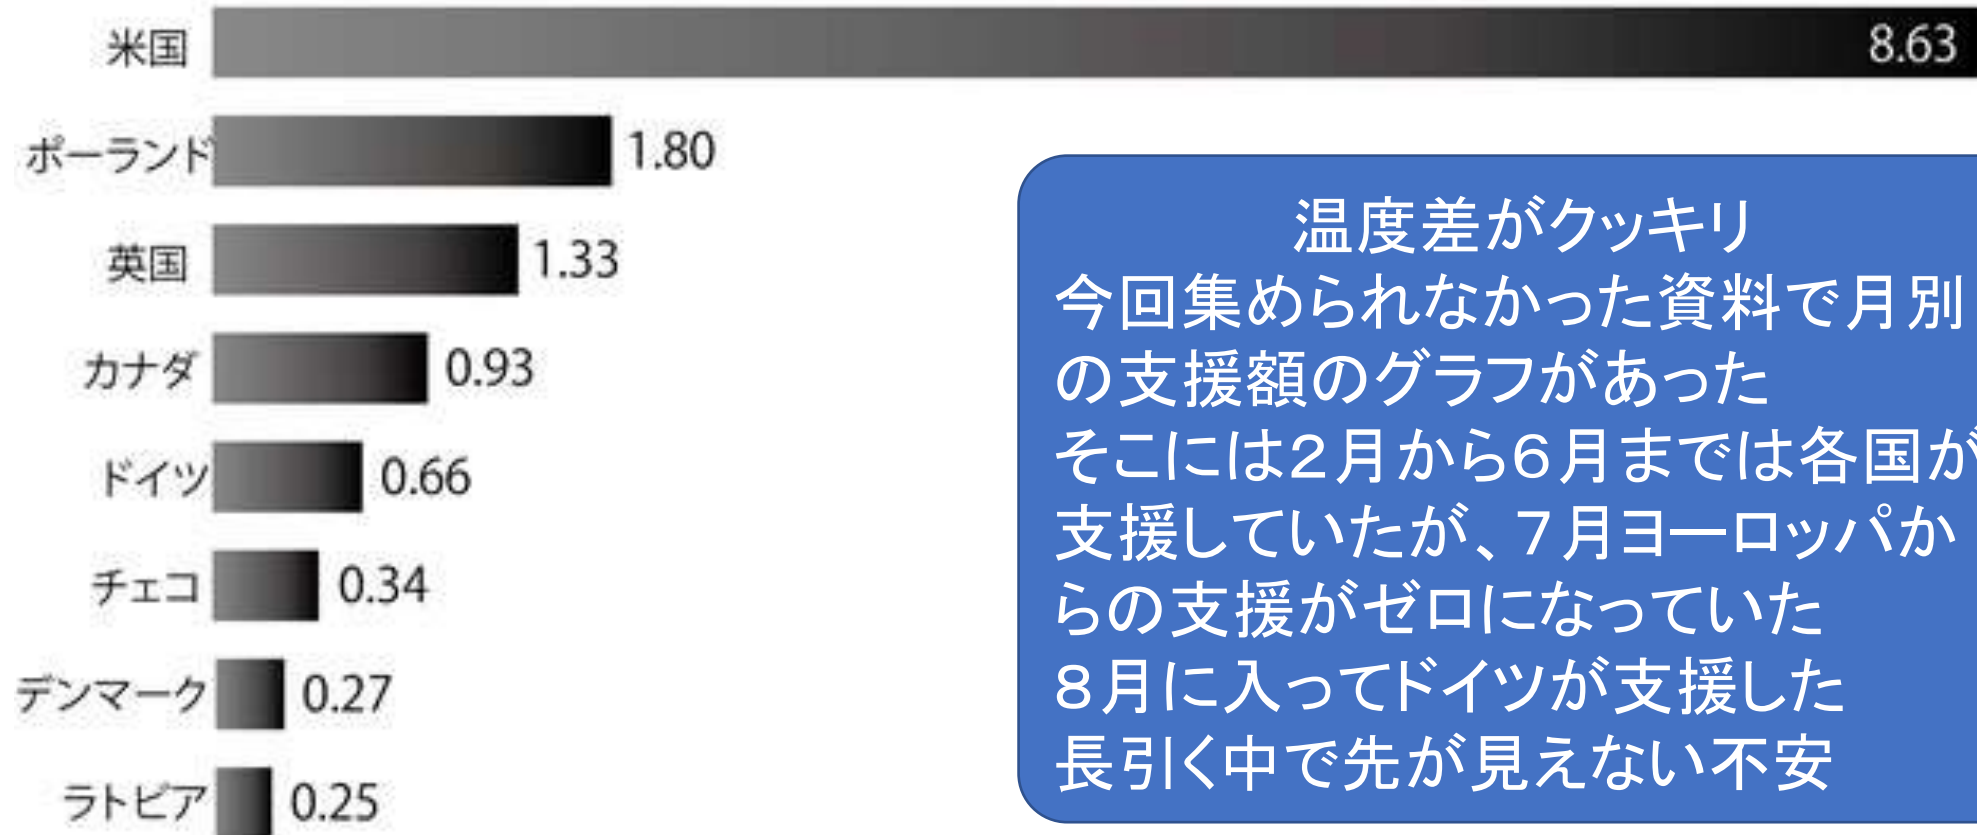 米国 8.63
ポーランド 1.80
英国 1.33
カナダ 0.93
ドイツ 0.66
チェコ 0.34
デンマーク 0.27
ラトビア 0.25
温度差がクッキリ
今回集められなかった資料で月別
の支援額のグラフがあった
そこには２月から６月までは各国が
支援していたが、７月ヨーロッパか
らの支援がゼロになっていた
８月に入ってドイツが支援した
長引く中で先が見えない不安